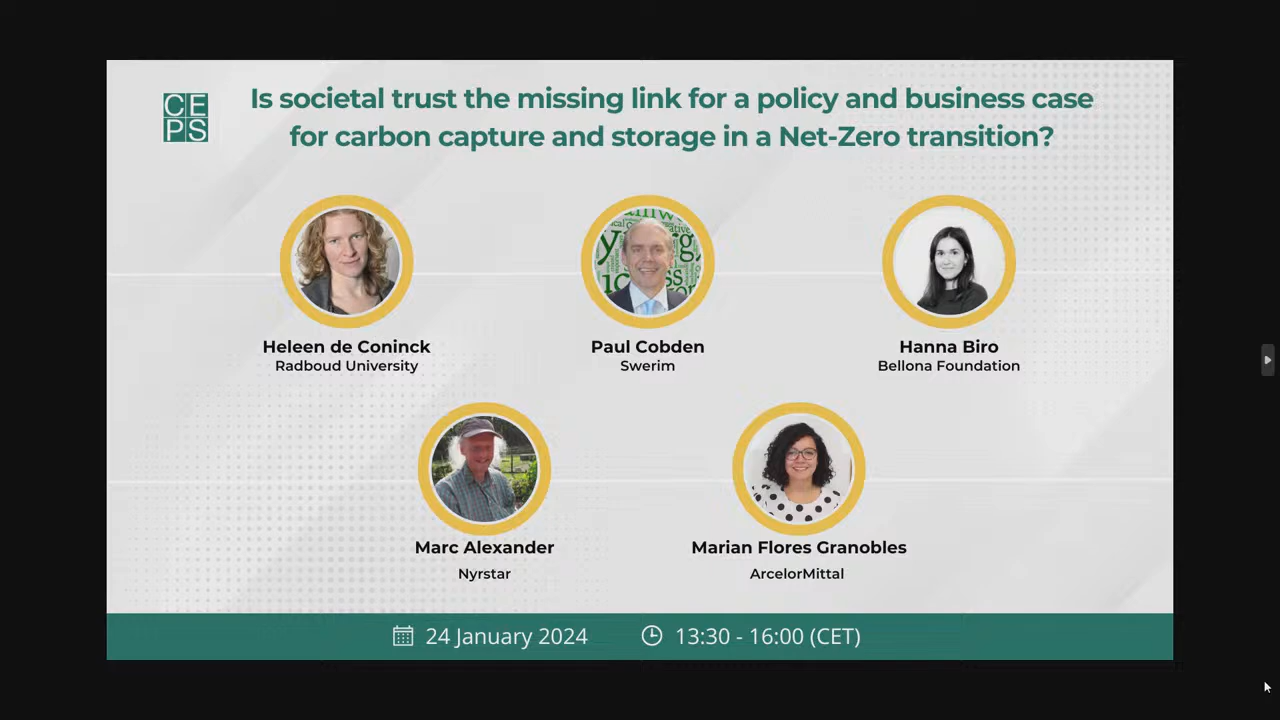 CE
PS
Is societal trust the missing link for a policy and business case
for carbon capture and storage in a Net-Zero transition?
Heleen de Coninck
Radboud University
Paul Cobden
Swerim
Hanna Biro
Bellona Foundation
Marc Alexander
Nyrstar
Marian Flores Granobles
ArcelorMittal
24 January 2024
13:30 - 16:00 (CET)